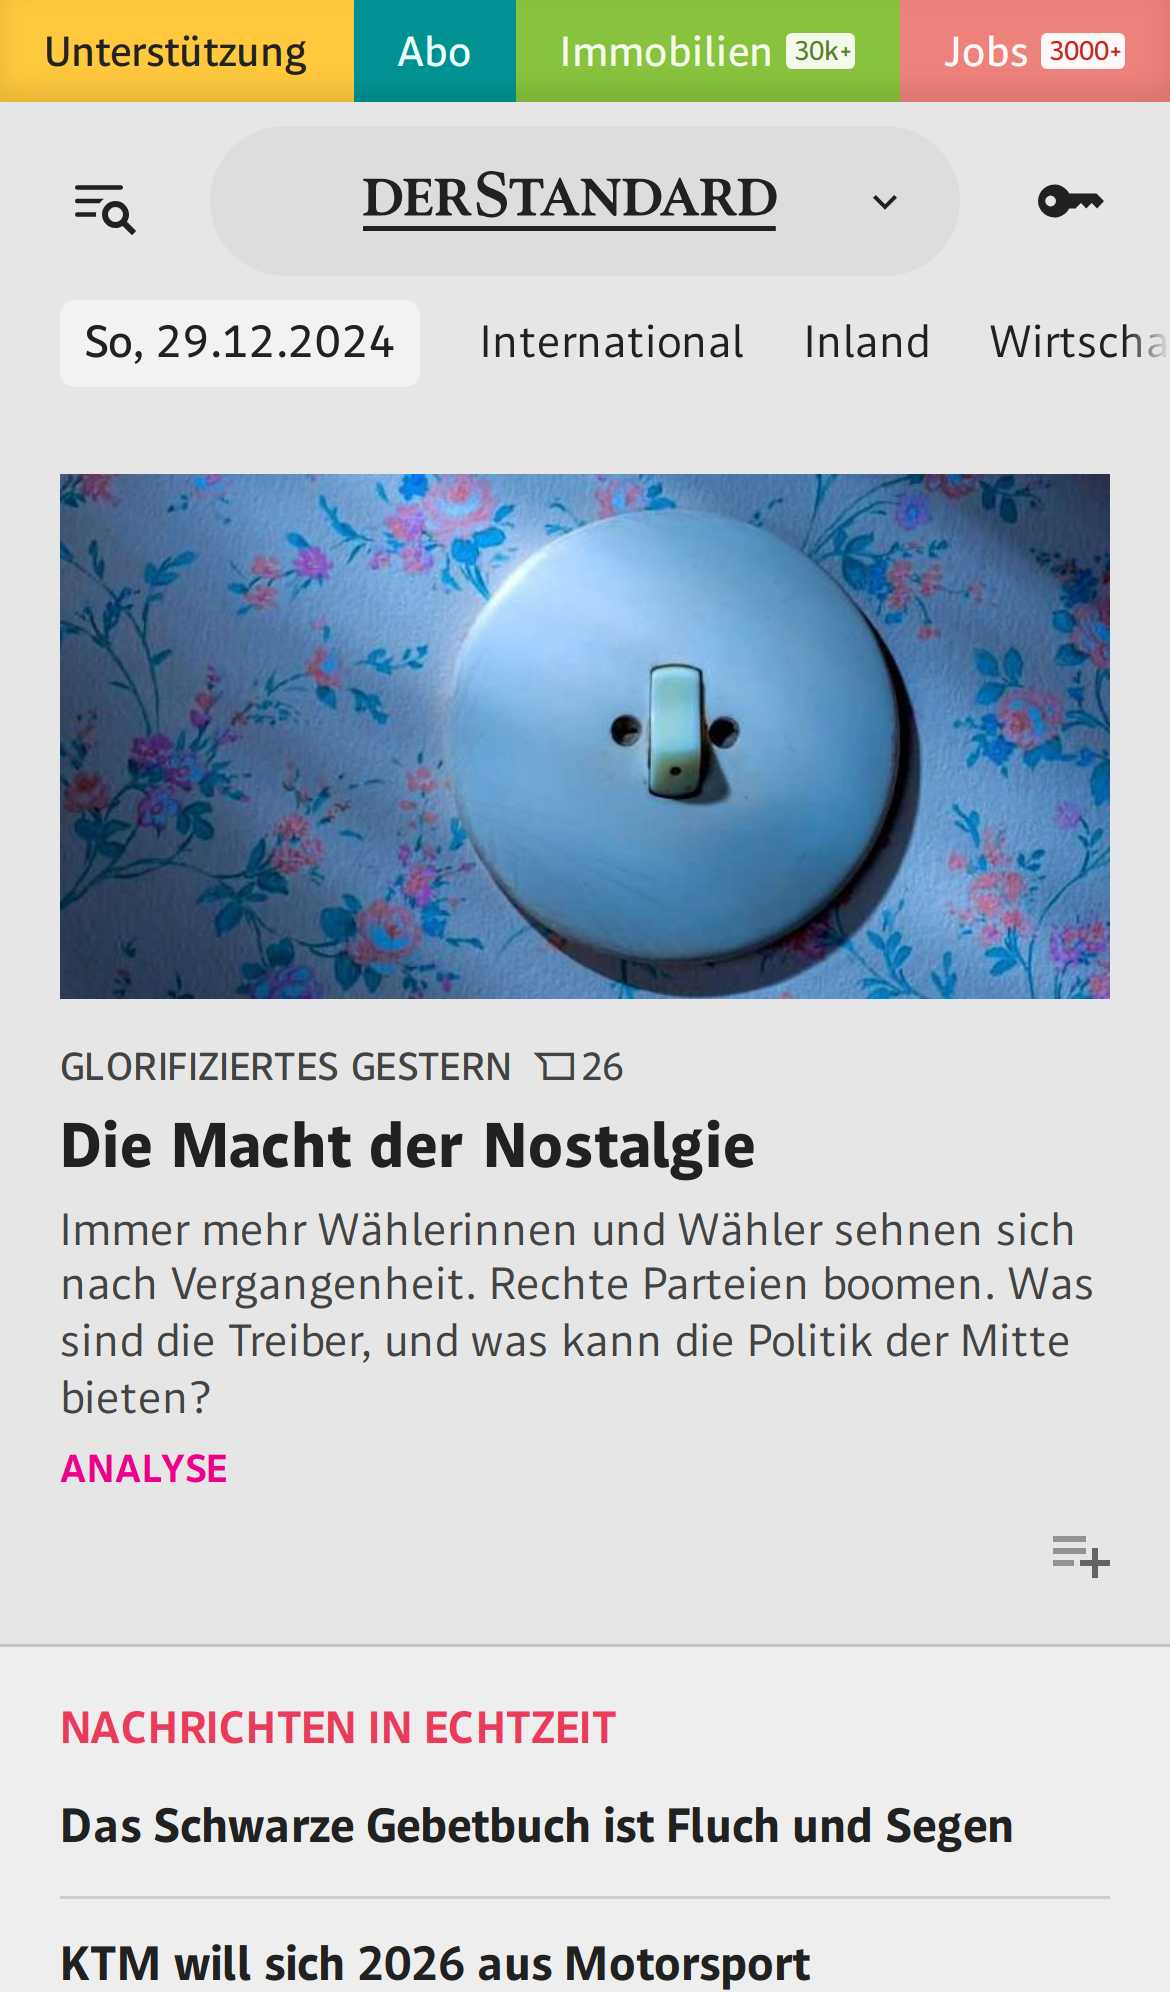 Unterstützung Abo Immobilien 30k+ Jobs 3000+
DERSTANDARD
So, 29.12.2024 International Inland Wirtscha
GLORIFIZIERTES GESTERN 26
Die Macht der Nostalgie
Immer mehr Wählerinnen und Wähler sehnen sich
nach Vergangenheit. Rechte Parteien boomen. Was
sind die Treiber, und was kann die Politik der Mitte
bieten?
ANALYSE
NACHRICHTEN IN ECHTZEIT
Das Schwarze Gebetbuch ist Fluch und Segen
KTM will sich 2026 aus Motorsport